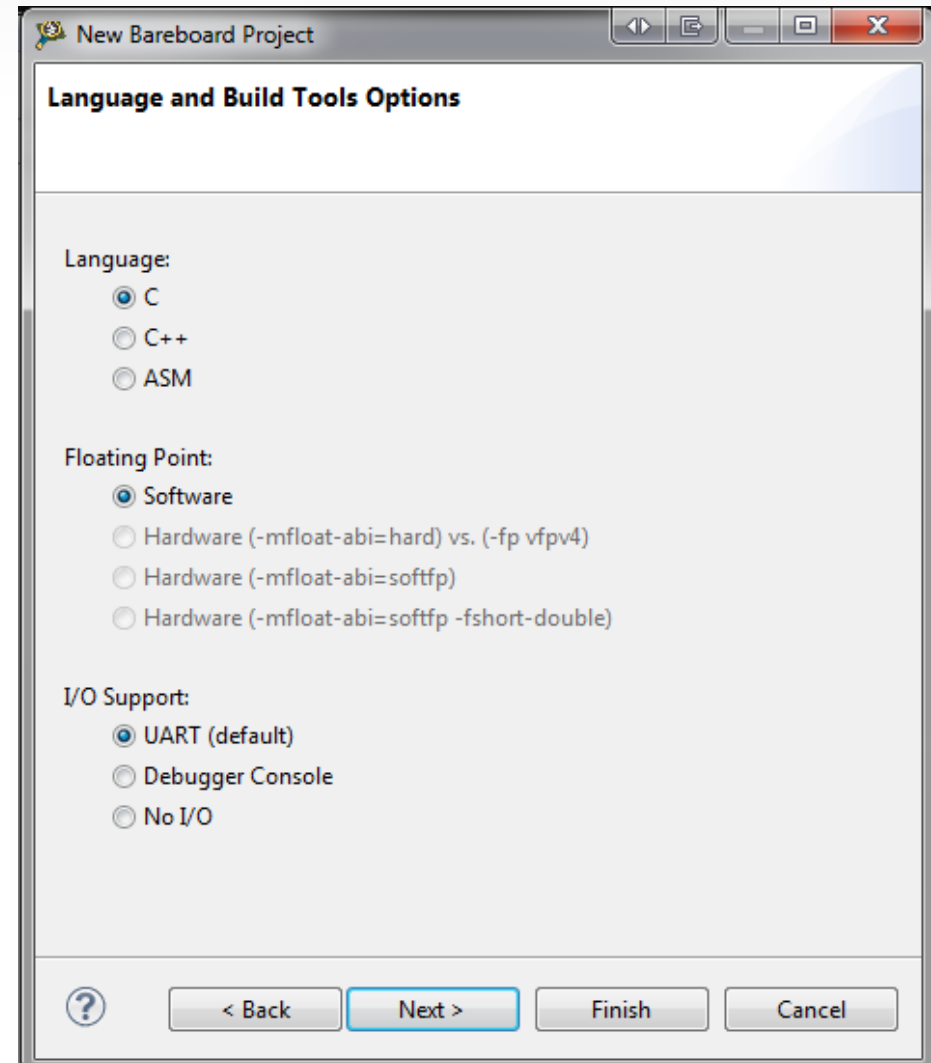 New Bareboard Project
Language and Build Tools Options
Language:
C
C++
ASM
Floating Point:
Software
Hardware (-mfloat-abi=hard) vs. (-fp vfpv4)
Hardware (-mfloat-abi=softfp)
Hardware (-mfloat-abi=softfp -fshort-double)
I/O Support:
UART (default)
Debugger Console
No I/O
? < Back Next > Finish Cancel